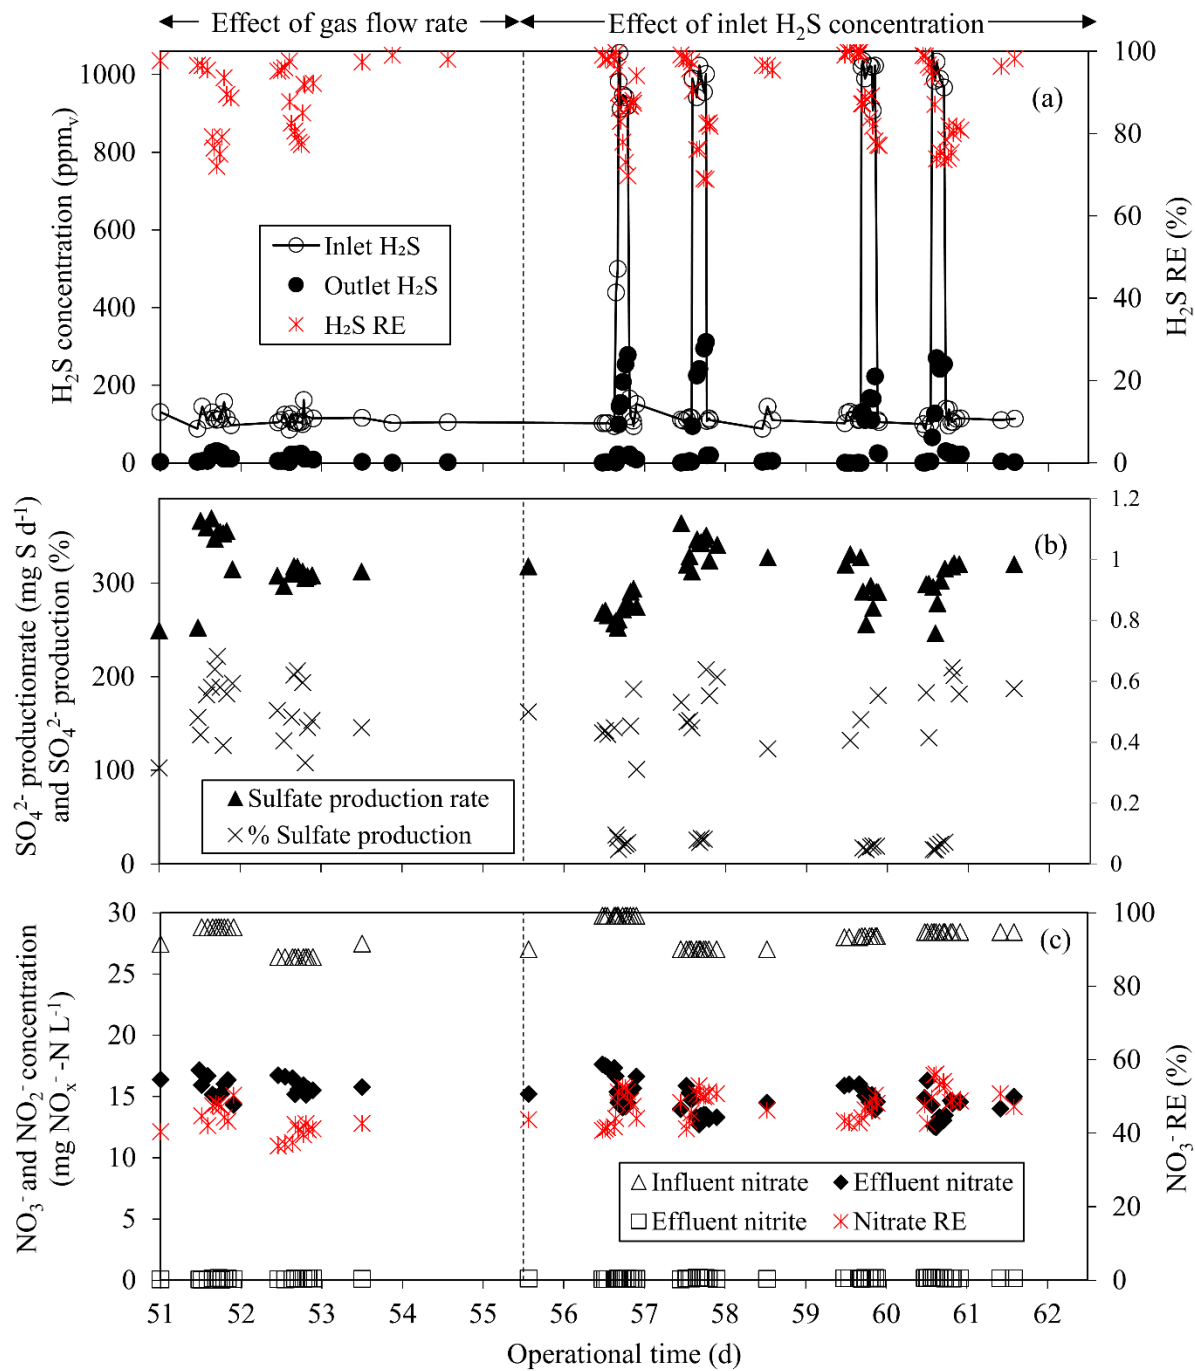 Effect of gas flow rate
Effect of inlet H₂S concentration
(a)
H₂S concentration (ppmᵥ)
1000
800
600
400
200
0
Inlet H₂S
Outlet H₂S
H₂S RE
100
80
60
40
20
0
H₂S RE (%)
(b)
SO₄²⁻ productionrate (mg S d⁻¹)
and SO₄²⁻ production (%)
300
200
100
0
Sulfate production rate
% Sulfate production
1.2
1
0.8
0.6
0.4
0.2
0
(c)
NO₃⁻ and NO₂⁻ concentration
(mg NOₓ⁻ -N L⁻¹)
30
25
20
15
10
5
0
Influent nitrate
Effluent nitrate
Effluent nitrite
Nitrate RE
100
80
60
40
20
0
NO₃⁻ RE (%)
51 52 53 54 55 56 57 58 59 60 61 62
Operational time (d)